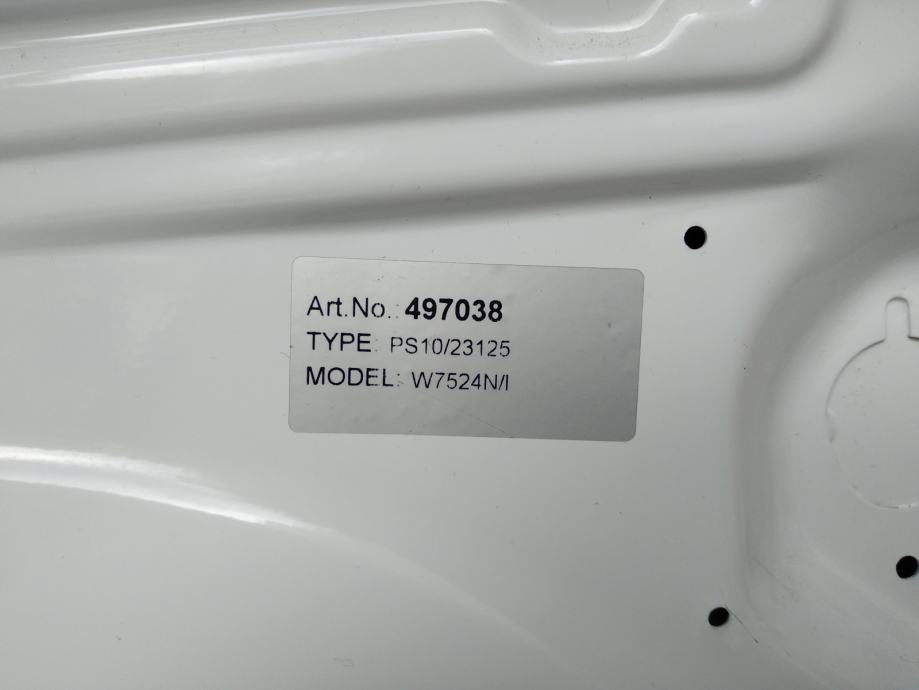 Art.No.: 497038
TYPE: PS10/23125
MODEL: W7524N/I